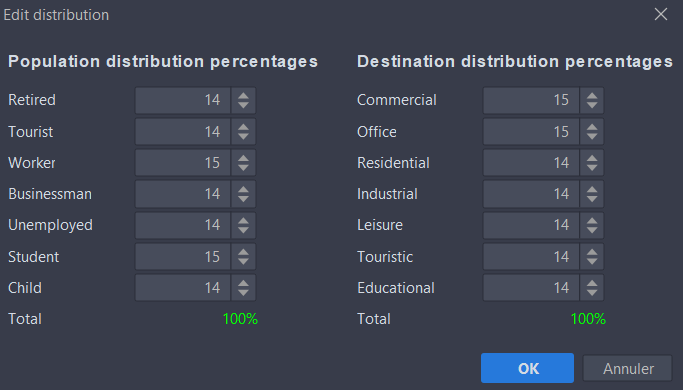 Edit distribution
Population distribution percentages
Retired 14
Tourist 14
Worker 15
Businessman 14
Unemployed 14
Student 15
Child 14
Total 100%
Destination distribution percentages
Commercial 15
Office 15
Residential 14
Industrial 14
Leisure 14
Touristic 14
Educational 14
Total 100%
OK Annuler